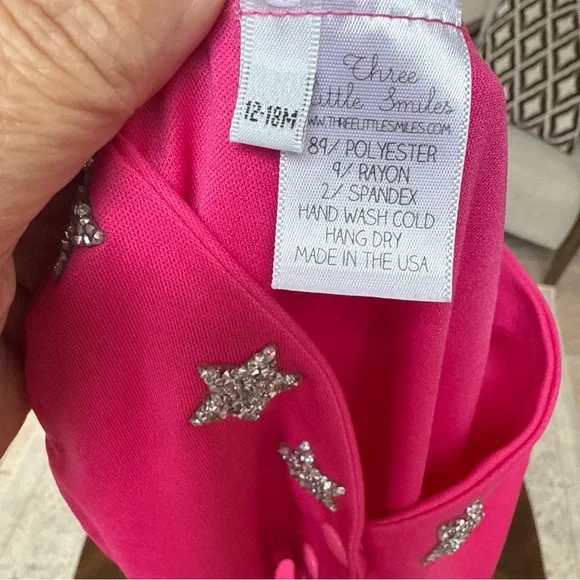 12-18M
Three
Little Smiles
WWW.THREELITTLESMILES.COM
89/ POLYESTER
9/ RAYON
2/ SPANDEX
HAND WASH COLD
HANG DRY
MADE IN THE USA